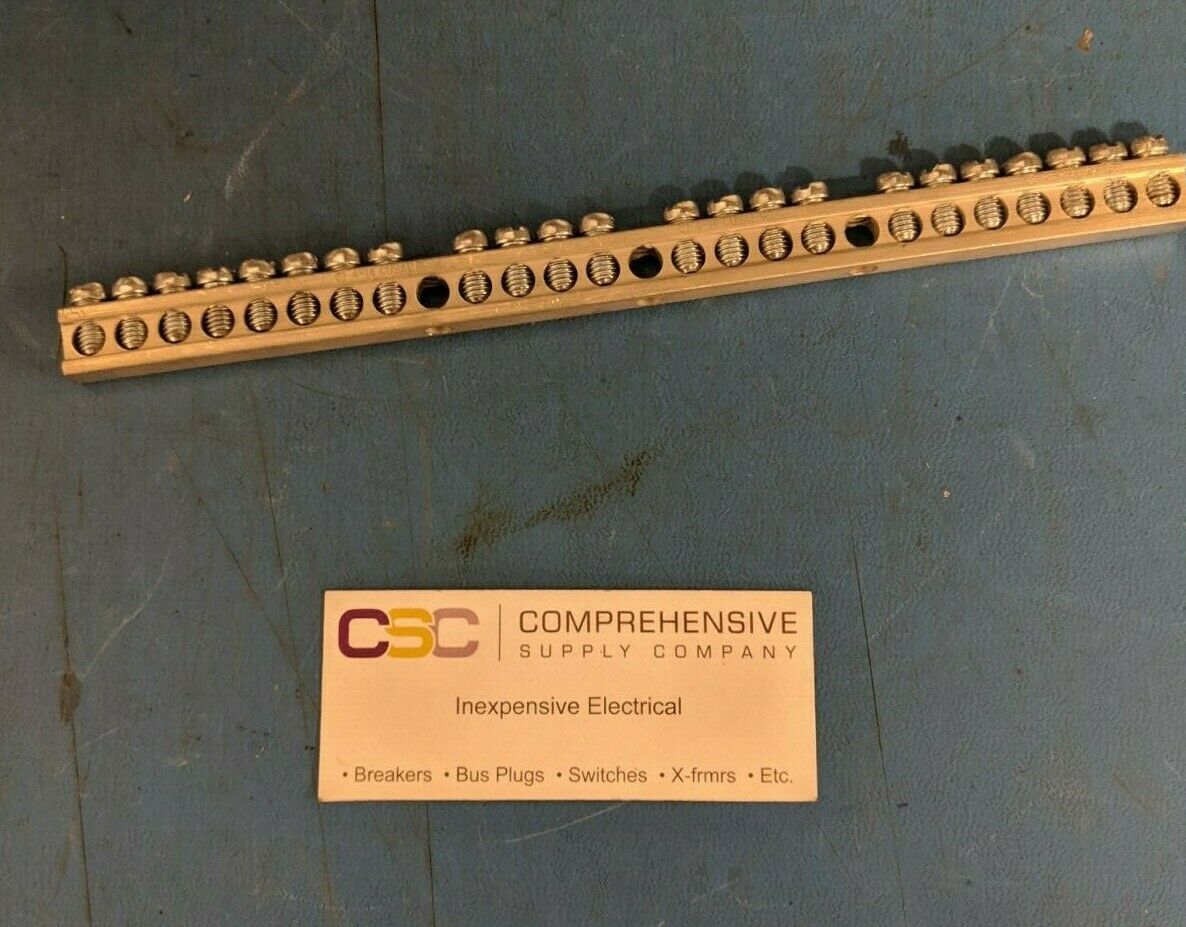 CSC
COMPREHENSIVE
SUPPLY COMPANY
Inexpensive Electrical
• Breakers • Bus Plugs • Switches • X-frmrs • Etc.